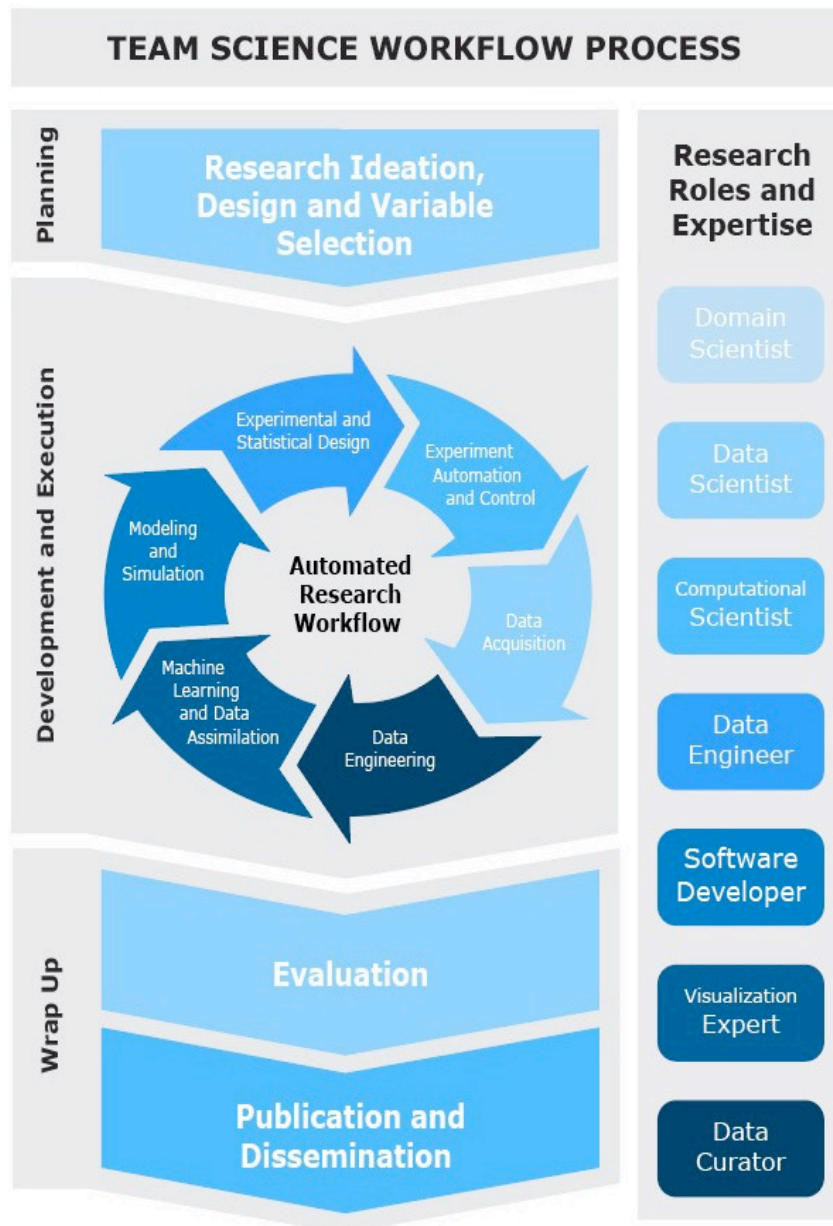 TEAM SCIENCE WORKFLOW PROCESS
Planning
Research Ideation,
Design and Variable
Selection
Development and Execution
Experimental and
Statistical Design
Experiment
Automation
and Control
Data
Acquisition
Data
Engineering
Machine
Learning
and Data
Assimilation
Modeling
and
Simulation
Automated
Research
Workflow
Wrap Up
Evaluation
Publication and
Dissemination
Research
Roles and
Expertise
Domain
Scientist
Data
Scientist
Computational
Scientist
Data
Engineer
Software
Developer
Visualization
Expert
Data
Curator